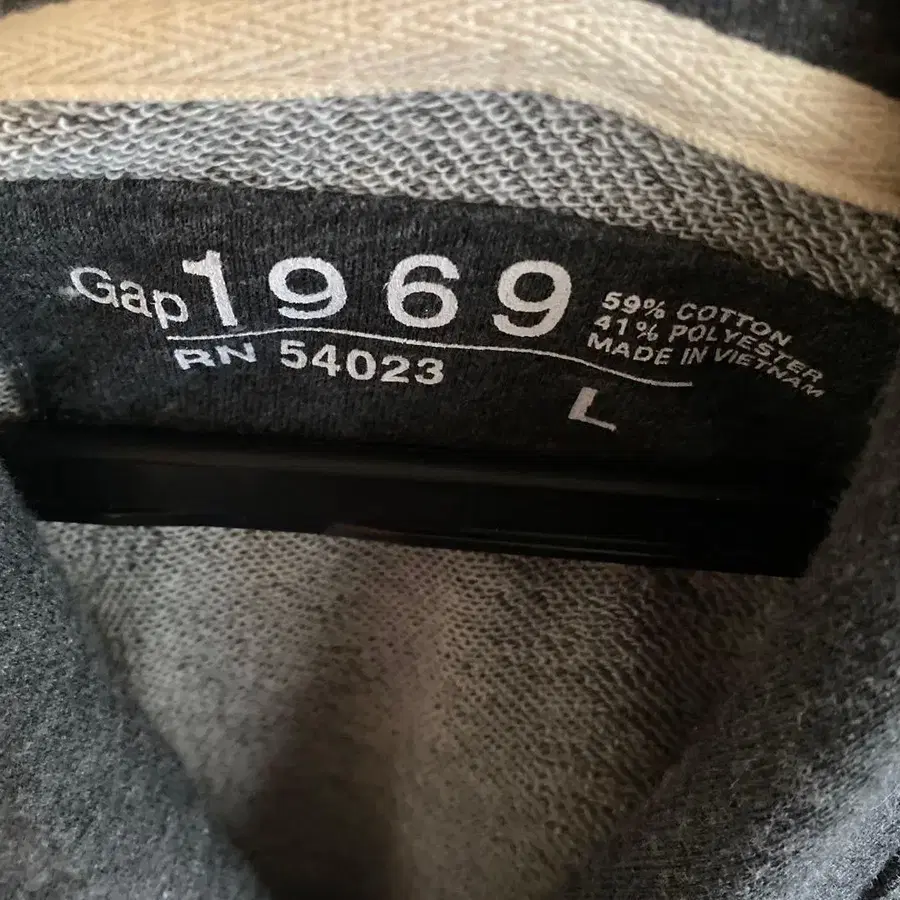 Gap 1969
RN 54023
59% COTTON
41% POLYESTER
MADE IN VIETNAM
L